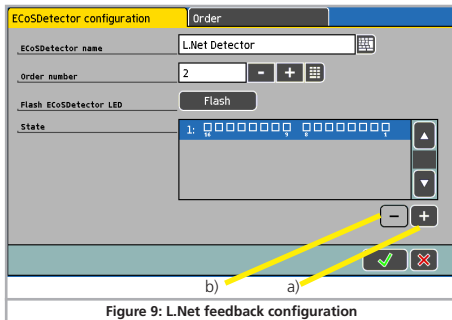 ECoSDetector configuration Order
ECoSDetector name L.Net Detector
Order number 2 - +
Flash ECoSDetector LED Flash
State 1:
16 9 8 1
- +
b) a)
Figure 9: L.Net feedback configuration